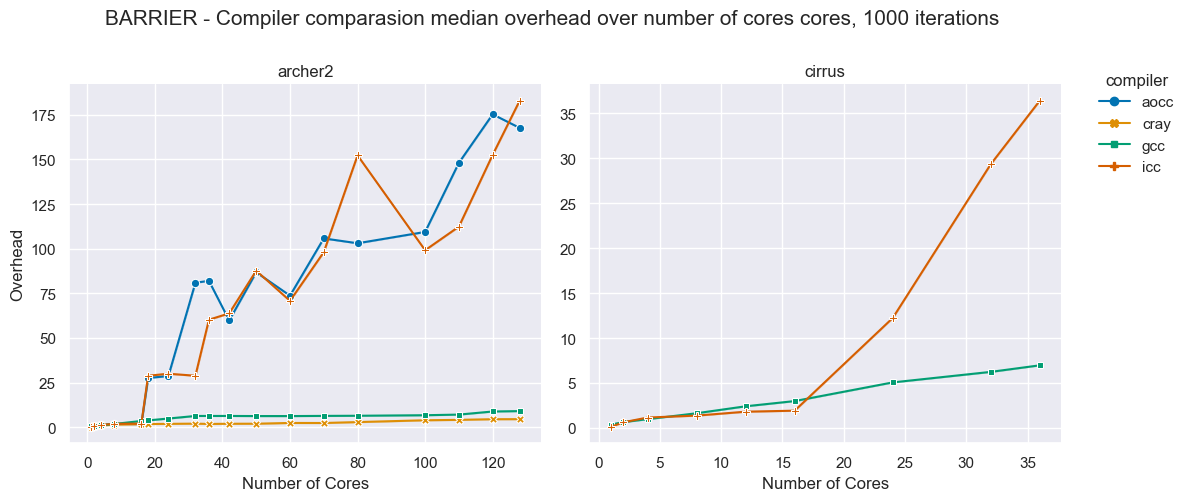 BARRIER - Compiler comparasion median overhead over number of cores cores, 1000 iterations
archer2
cirrus
compiler
aocc
cray
gcc
icc
Overhead
175
150
125
100
75
50
25
0
0 20 40 60 80 100 120
Number of Cores
35
30
25
20
15
10
5
0
0 5 10 15 20 25 30 35
Number of Cores